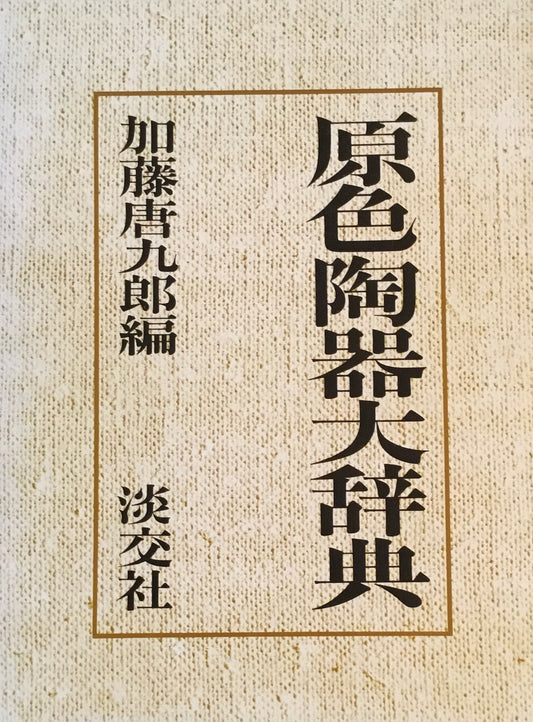 原色陶器大辞典
加藤唐九郎編
淡交社